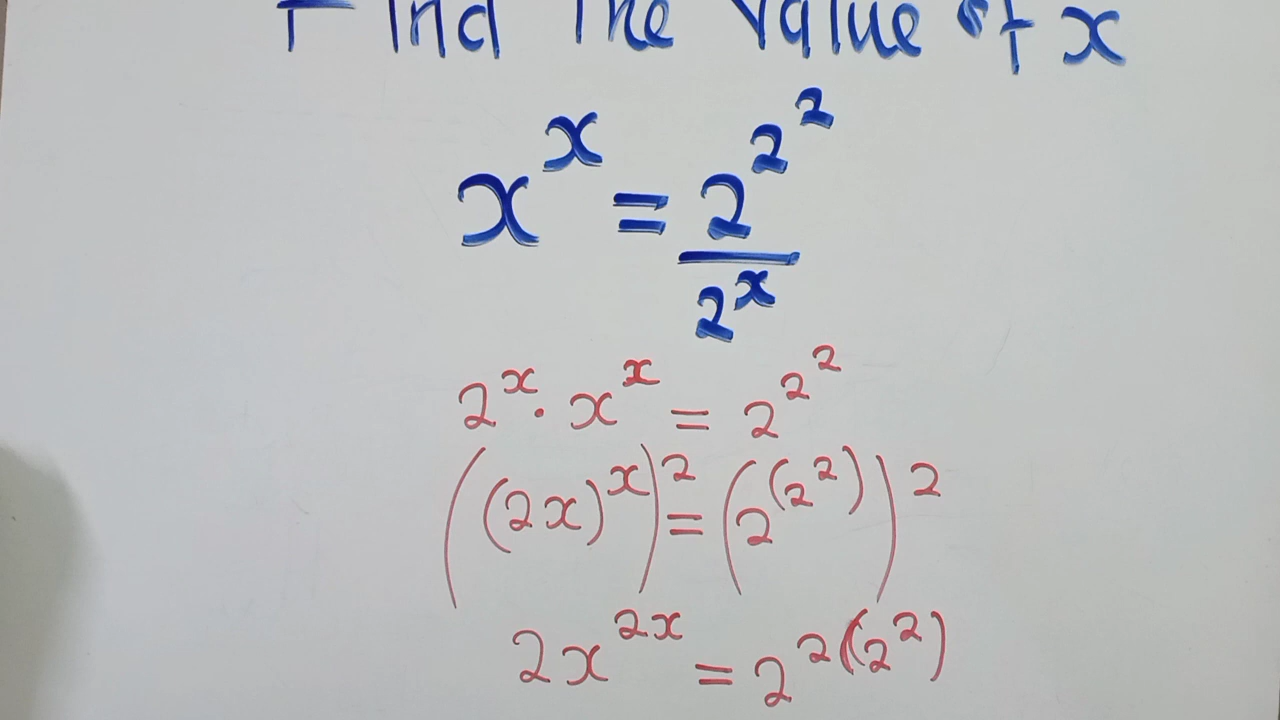 Find The Value of x
x^x = 2^2^2 / 2^x
2^x · x^x = 2^2^2
((2x)^x)^2 = (2^(2^2))^2
2x^2x = 2^2(2^2)